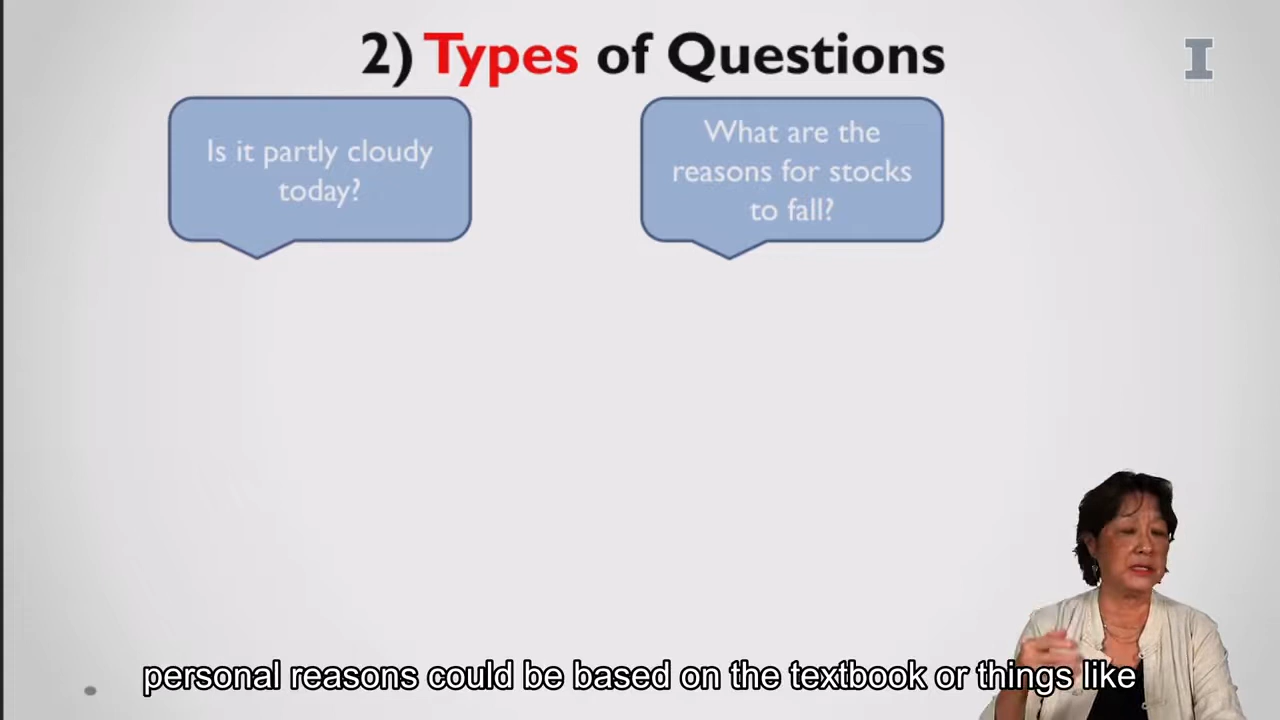 2) Types of Questions
Is it partly cloudy
today?
What are the
reasons for stocks
to fall?
personal reasons could be based on the textbook or things like